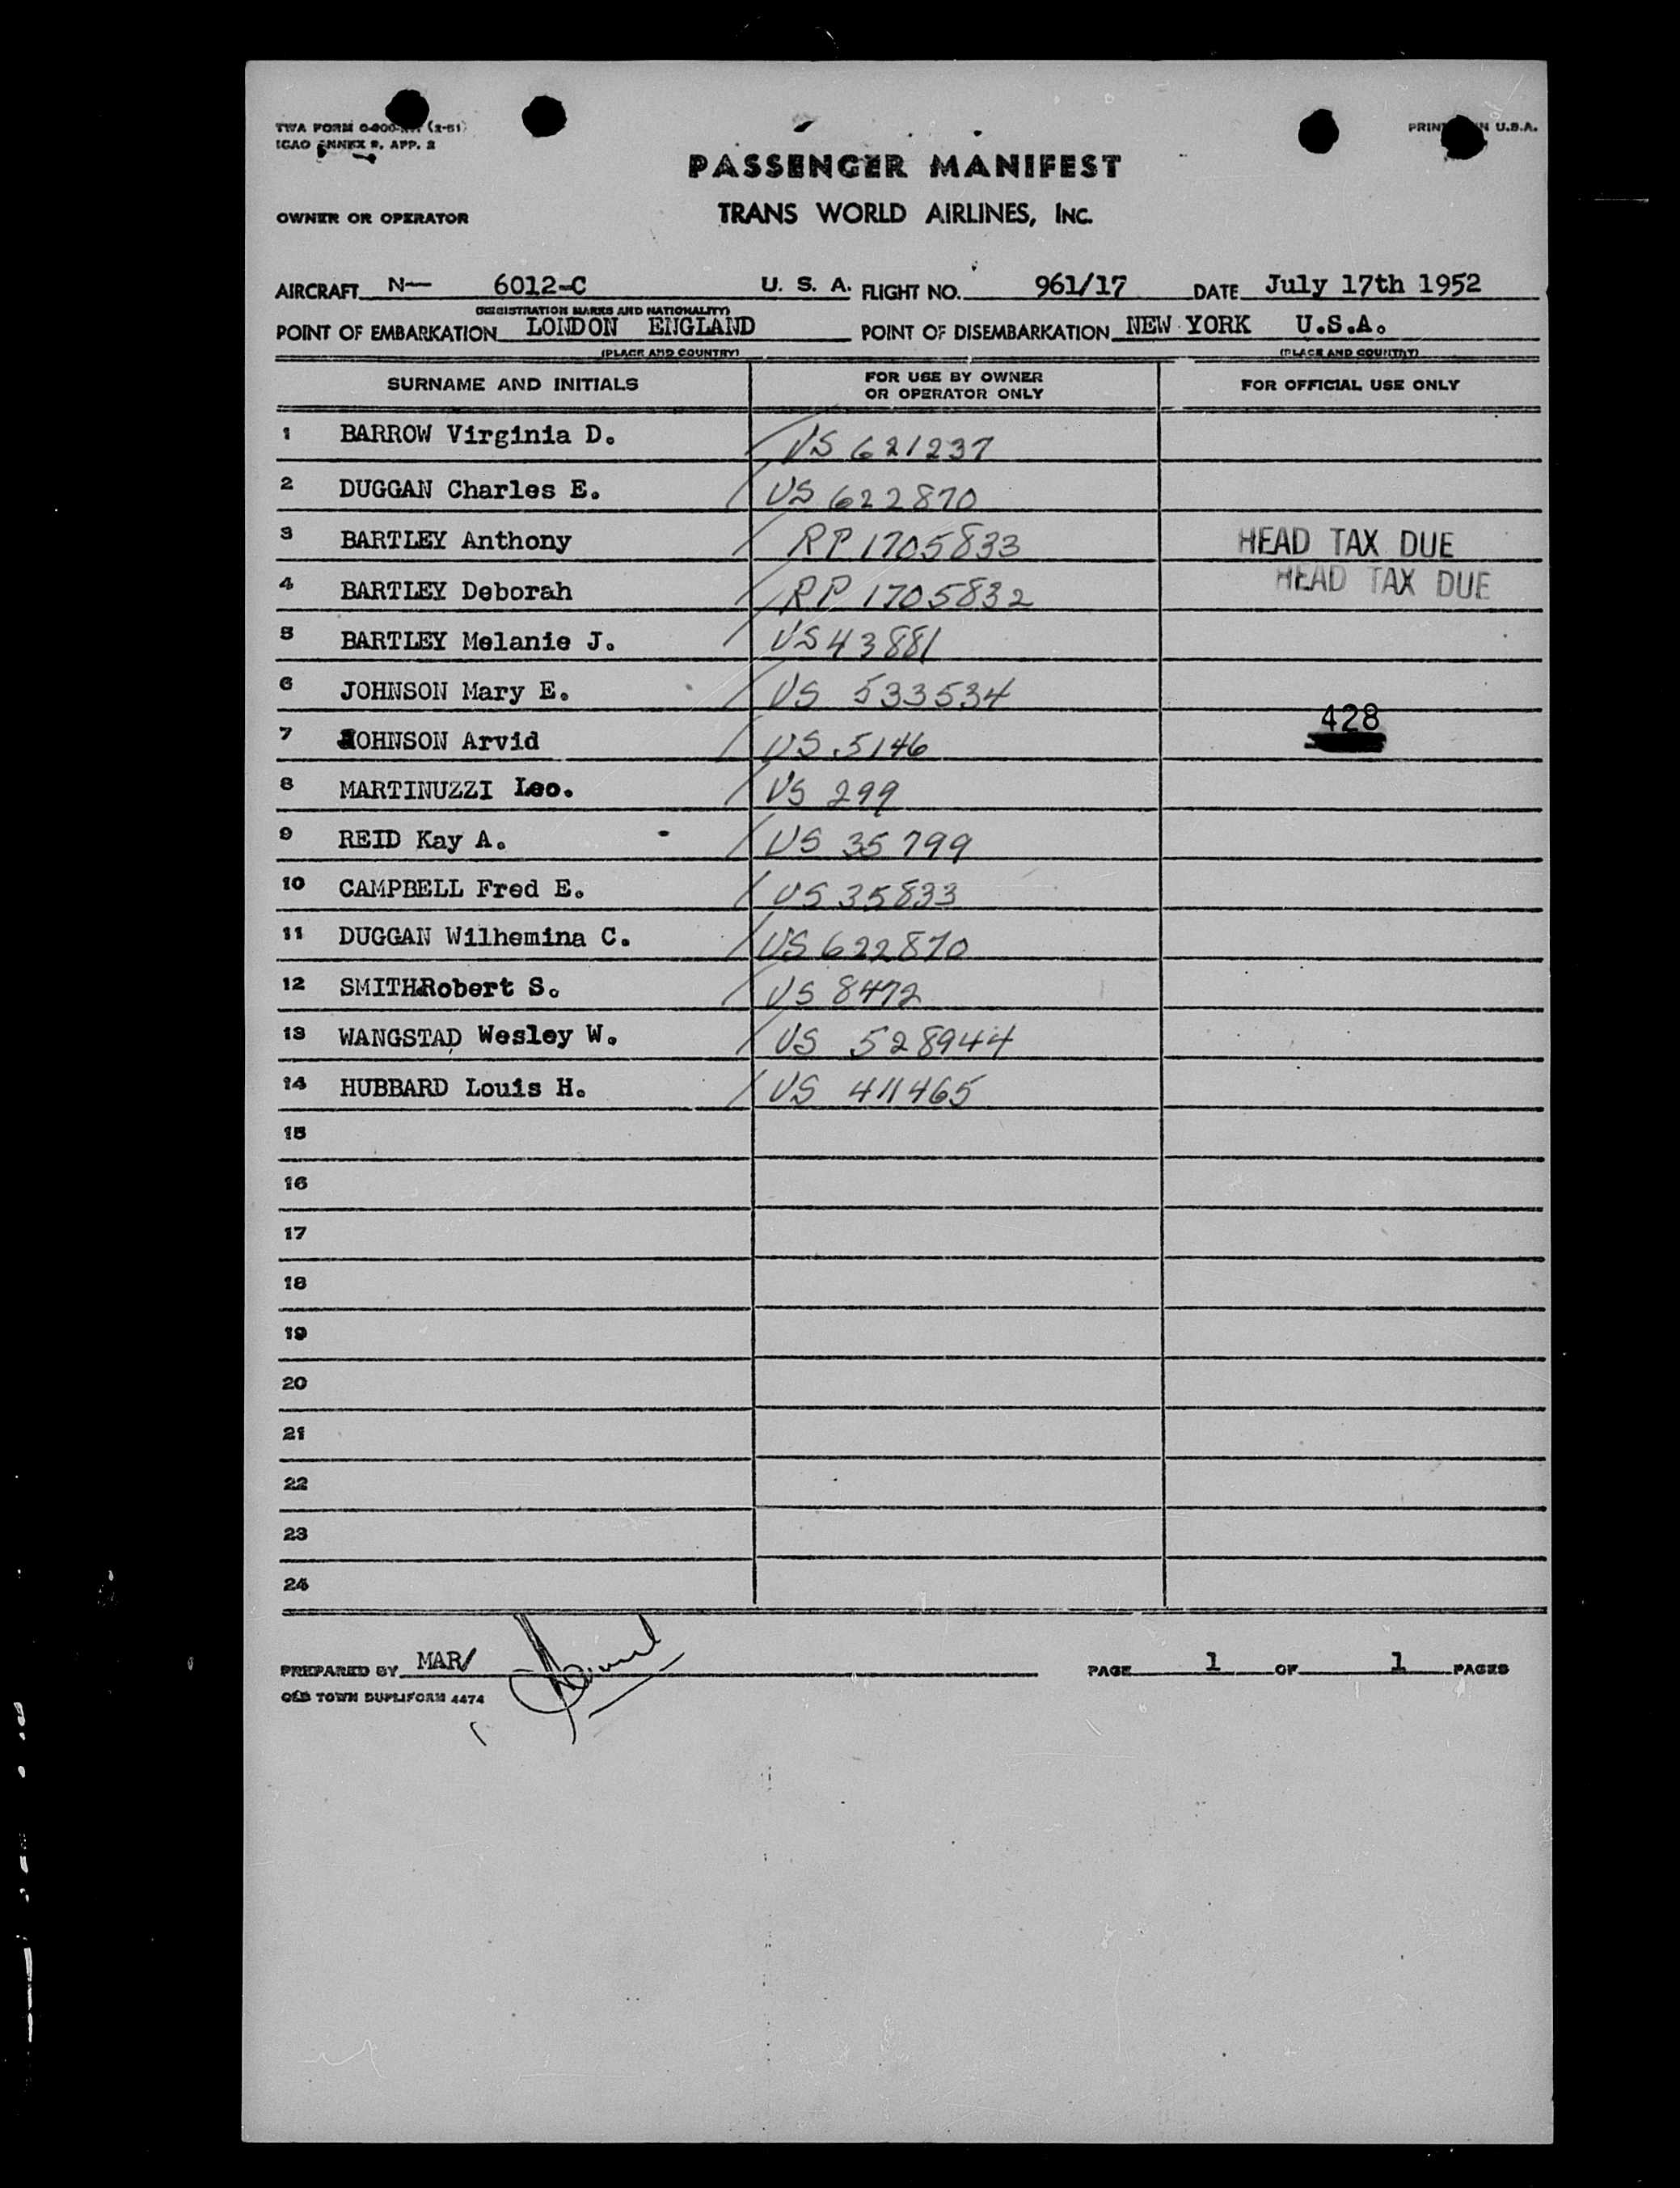 TWA FORM (2-51)
PRINTED IN U.S.A.
ICAO ANNEX 9, APP. 2
PASSENGER MANIFEST
OWNER OR OPERATOR TRANS WORLD AIRLINES, INC.
AIRCRAFT N— 6012-C U. S. A. FLIGHT NO. 961/17 DATE July 17th 1952
(REGISTRATION MARKS AND NATIONALITY)
POINT OF EMBARKATION LONDON ENGLAND POINT OF DISEMBARKATION NEW YORK U.S.A.
(PLACE AND COUNTRY) (PLACE AND COUNTRY)
SURNAME AND INITIALS FOR USE BY OWNER OR OPERATOR ONLY FOR OFFICIAL USE ONLY
1 BARROW Virginia D. / US 621237
2 DUGGAN Charles E. / US 622870
3 BARTLEY Anthony / RP 1705833 HEAD TAX DUE
4 BARTLEY Deborah / RP 1705832 HEAD TAX DUE
5 BARTLEY Melanie J. / US 43881
6 JOHNSON Mary E. / US 533534
7 JOHNSON Arvid / US 5146 428
8 MARTINUZZI Leo. / US 299
9 REID Kay A. / US 35799
10 CAMPBELL Fred E. / US 35833
11 DUGGAN Wilhemina C. / US 622870
12 SMITH Robert S. / US 8472
13 WANGSTAD Wesley W. / US 528944
14 HUBBARD Louis H. / US 411465
15
16
17
18
19
20
21
22
23
24
PREPARED BY MAR/ PAGE 1 OF 1 PAGES
OLD TOWN DUPLIFORM 4474